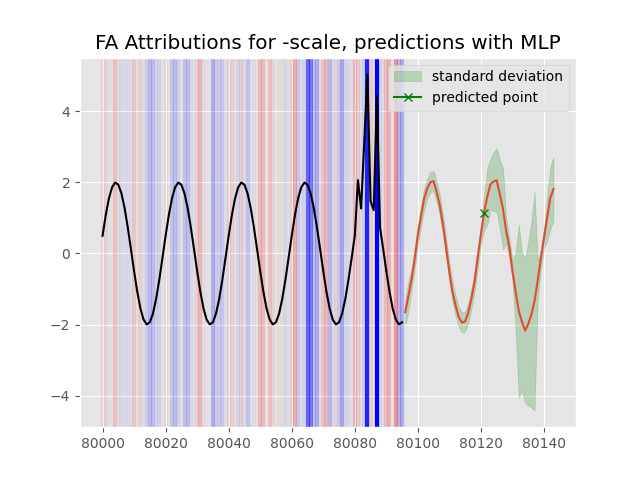 FA Attributions for -scale, predictions with MLP
standard deviation
predicted point
4
2
0
−2
−4
80000 80020 80040 80060 80080 80100 80120 80140